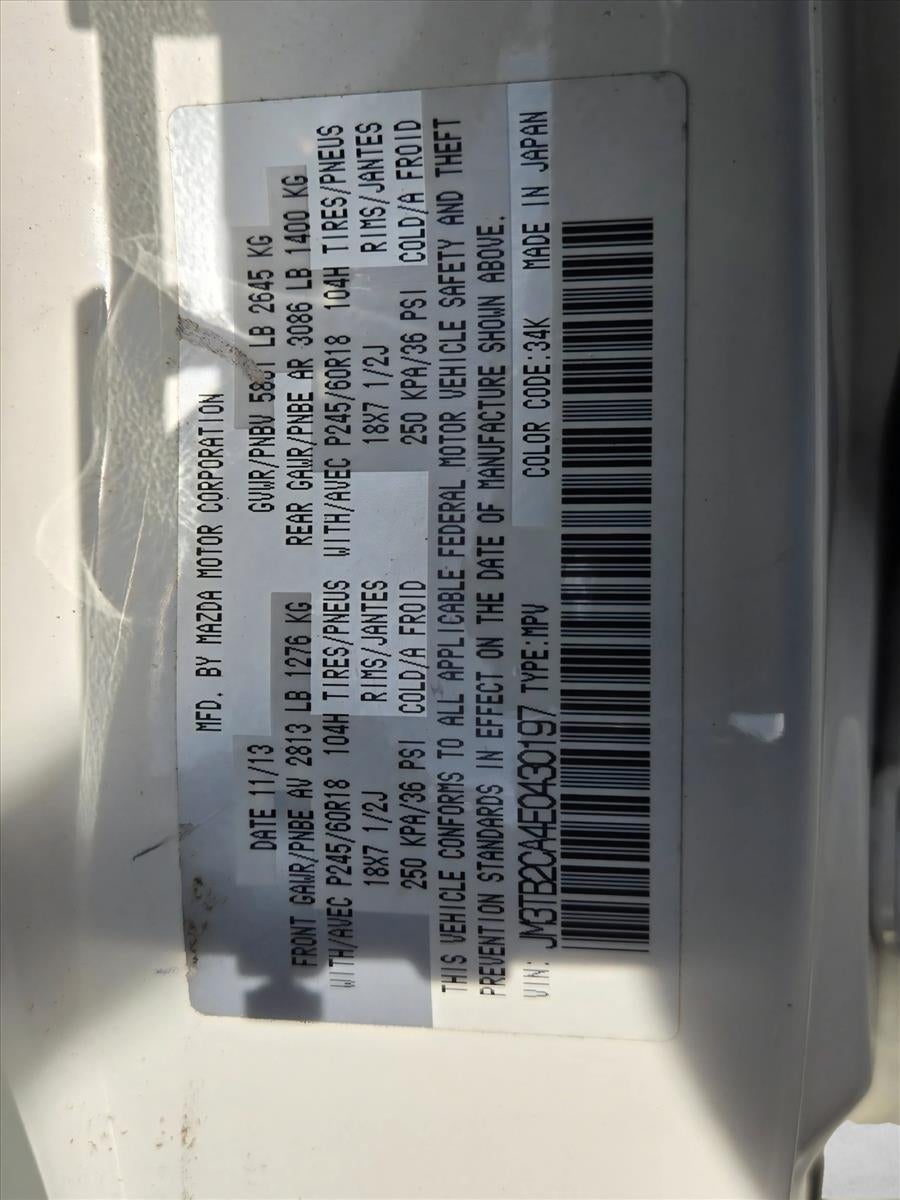 MFD. BY MAZDA MOTOR CORPORATION
DATE 11/13 GVWR/PNBV 5831 LB 2645 KG
FRONT GAWR/PNBE AV 2813 LB 1276 KG REAR GAWR/PNBE AR 3086 LB 1400 KG
WITH/AVEC P245/60R18 104H TIRES/PNEUS WITH/AVEC P245/60R18 104H TIRES/PNEUS
18X7 1/2J RIMS/JANTES 18X7 1/2J RIMS/JANTES
250 KPA/36 PSI COLD/A FROID 250 KPA/36 PSI COLD/A FROID
THIS VEHICLE CONFORMS TO ALL APPLICABLE FEDERAL MOTOR VEHICLE SAFETY AND THEFT
PREVENTION STANDARDS IN EFFECT ON THE DATE OF MANUFACTURE SHOWN ABOVE.
VIN: JM3TB2CA4E0430197 TYPE:MPV COLOR CODE:34K MADE IN JAPAN